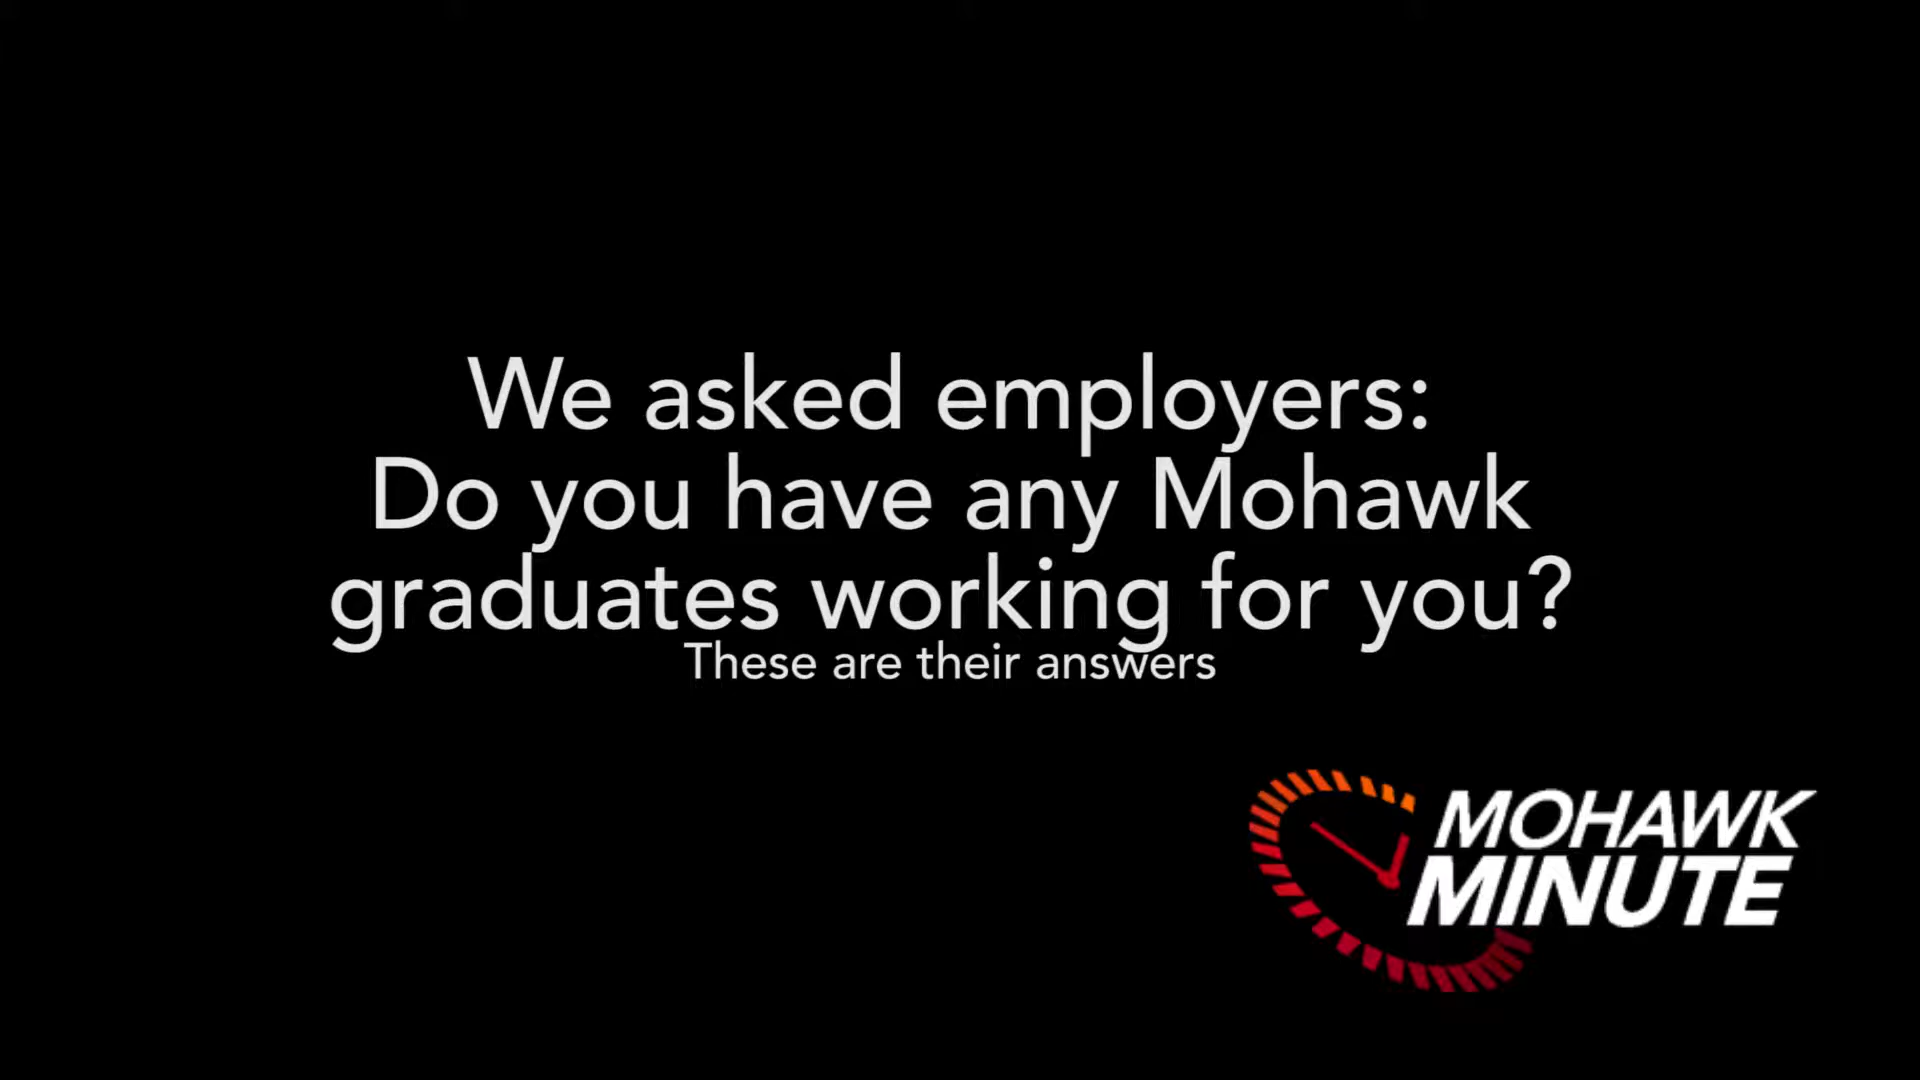 We asked employers:
Do you have any Mohawk
graduates working for you?
These are their answers
MOHAWK
MINUTE